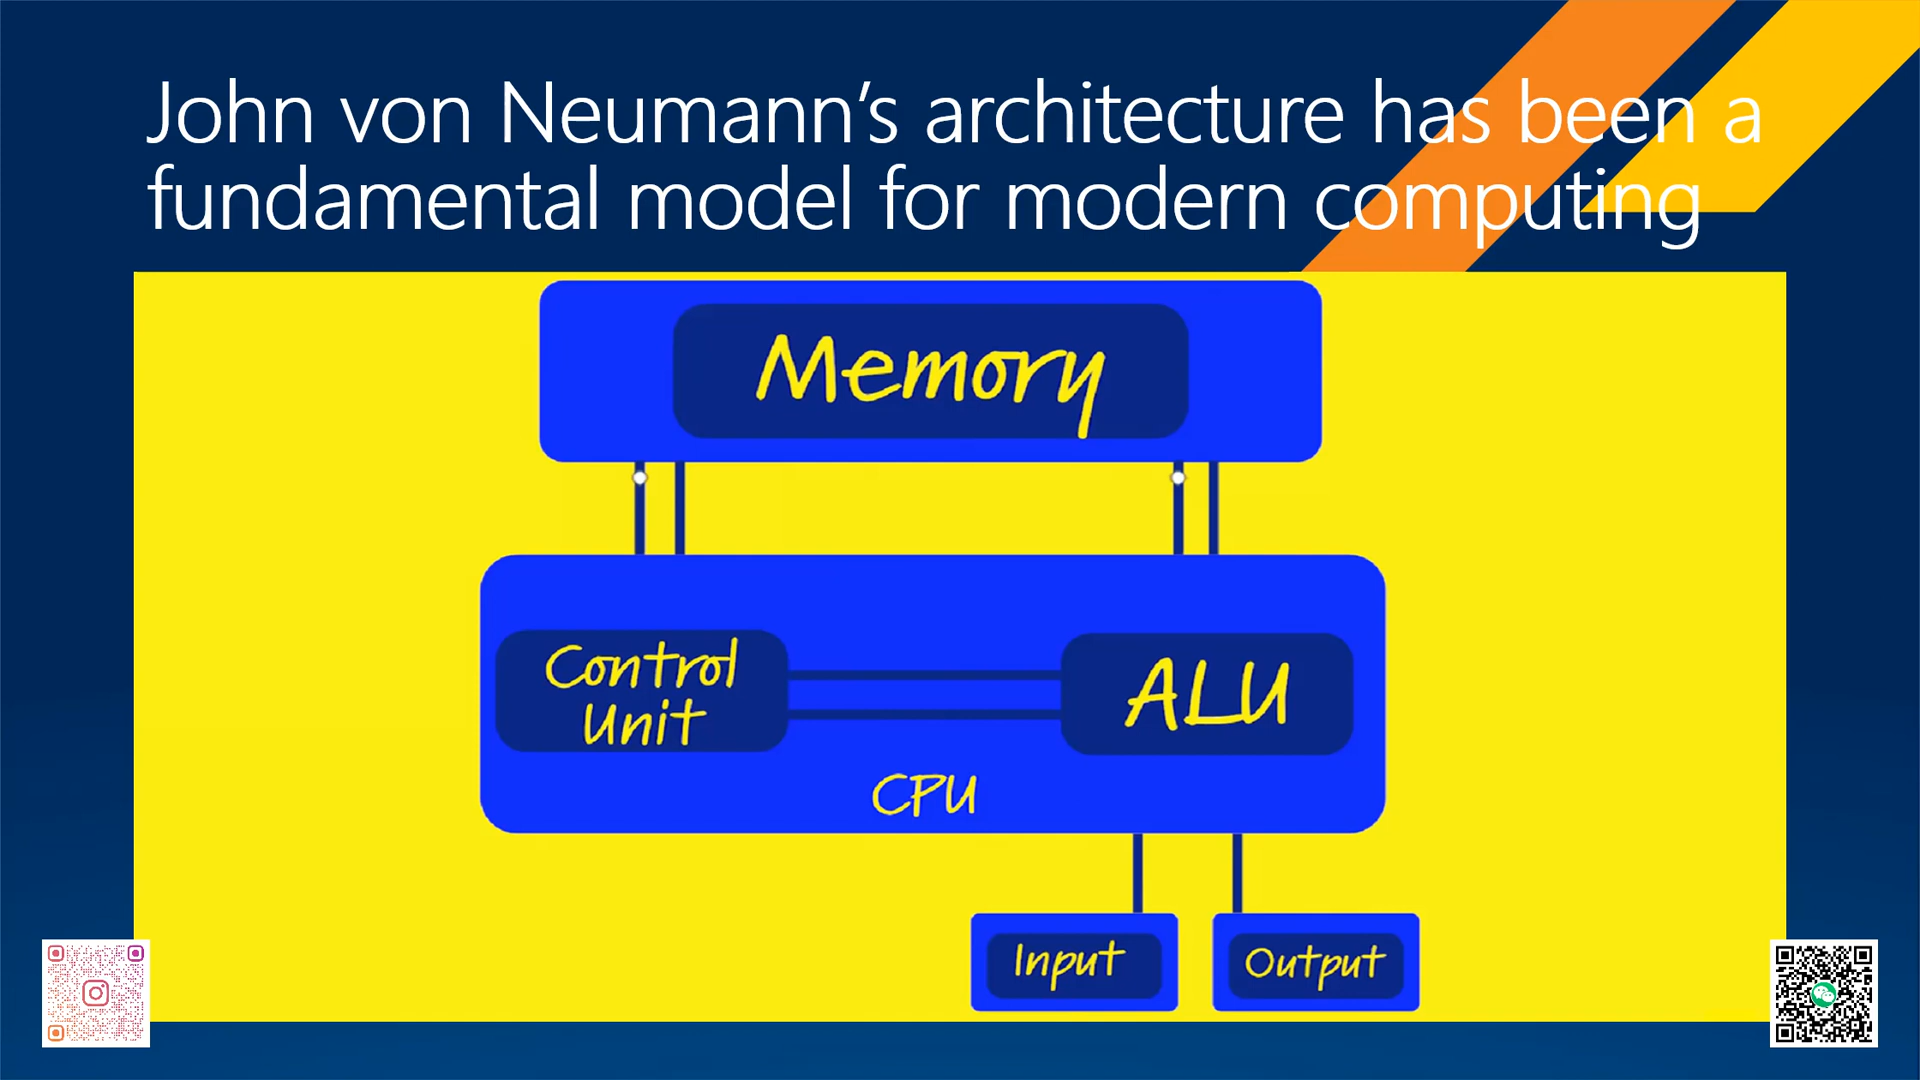 John von Neumann’s architecture has been a
fundamental model for modern computing
Memory
Control
Unit
ALU
CPU
Input
Output